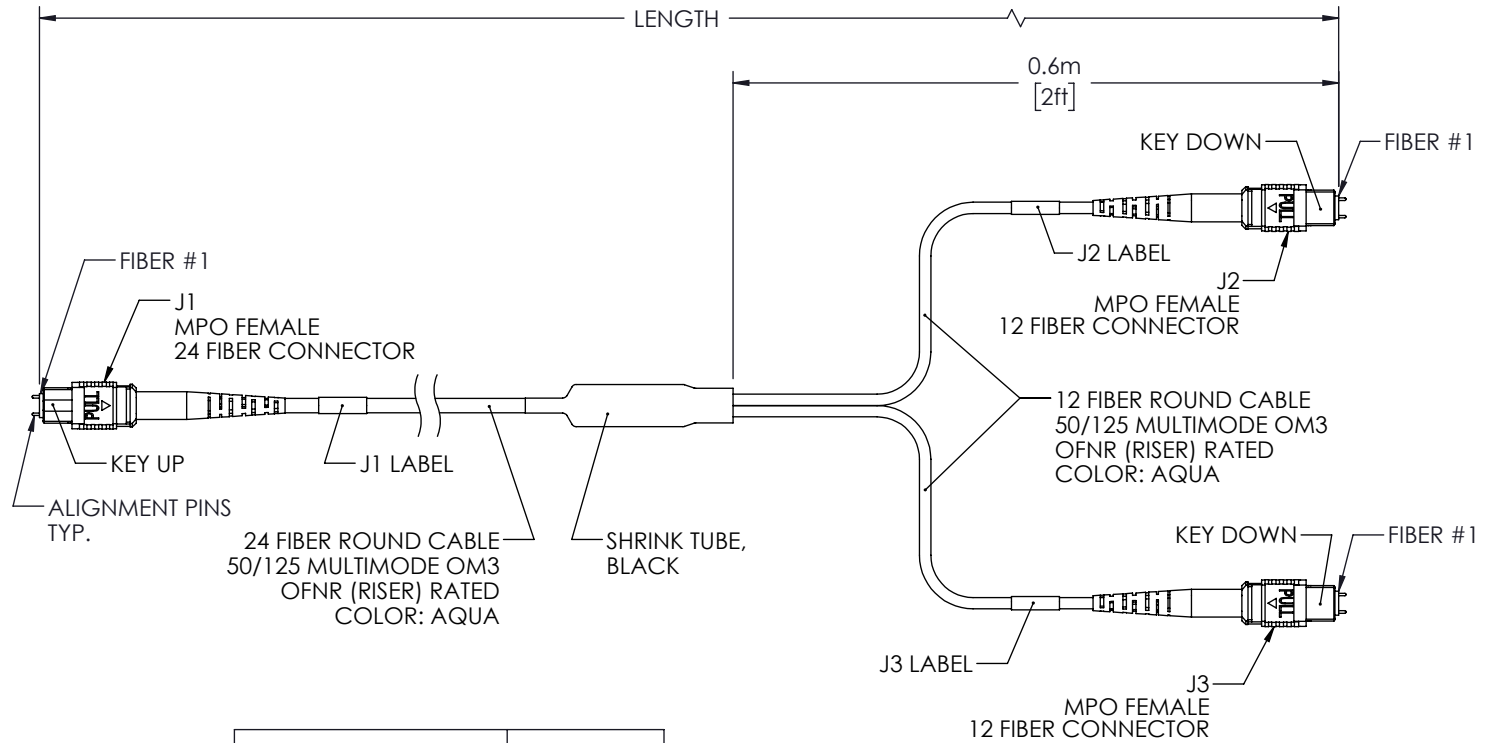 LENGTH
0.6m
[2ft]
KEY DOWN
FIBER #1
PULL
J2 LABEL
J2
MPO FEMALE
12 FIBER CONNECTOR
FIBER #1
J1
MPO FEMALE
24 FIBER CONNECTOR
PULL
KEY UP
J1 LABEL
ALIGNMENT PINS
TYP.
24 FIBER ROUND CABLE
50/125 MULTIMODE OM3
OFNR (RISER) RATED
COLOR: AQUA
SHRINK TUBE,
BLACK
12 FIBER ROUND CABLE
50/125 MULTIMODE OM3
OFNR (RISER) RATED
COLOR: AQUA
KEY DOWN
FIBER #1
PULL
J3 LABEL
J3
MPO FEMALE
12 FIBER CONNECTOR